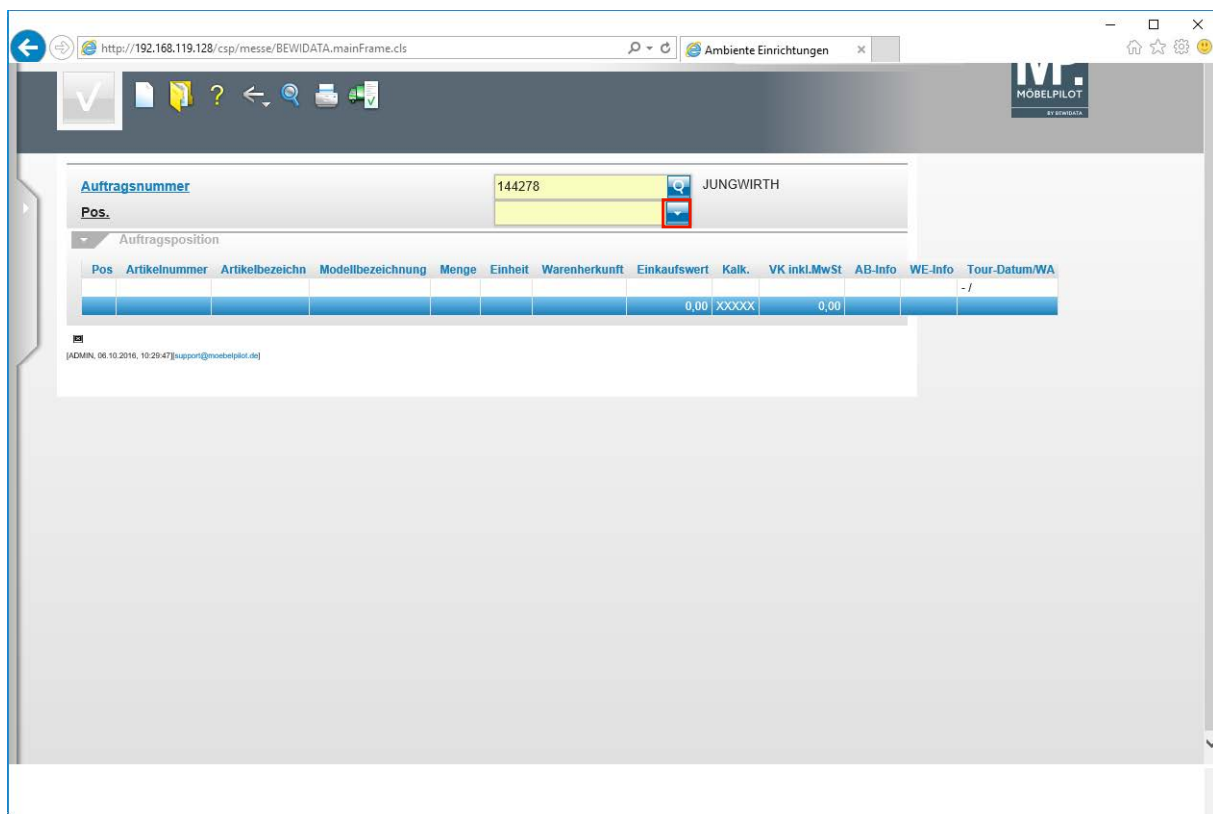 http://192.168.119.128/csp/messe/BEWIDATA.mainFrame.cls
Ambiente Einrichtungen
MÖBELPILOT
BY BEWIDATA
Auftragsnummer 144278 JUNGWIRTH
Pos.
Auftragsposition
Pos Artikelnummer Artikelbezeichn Modellbezeichnung Menge Einheit Warenherkunft Einkaufswert Kalk. VK inkl.MwSt AB-Info WE-Info Tour-Datum/WA
- /
0,00 XXXXX 0,00
[ADMIN, 06.10.2016, 10:29:47][support@moebelpilot.de]